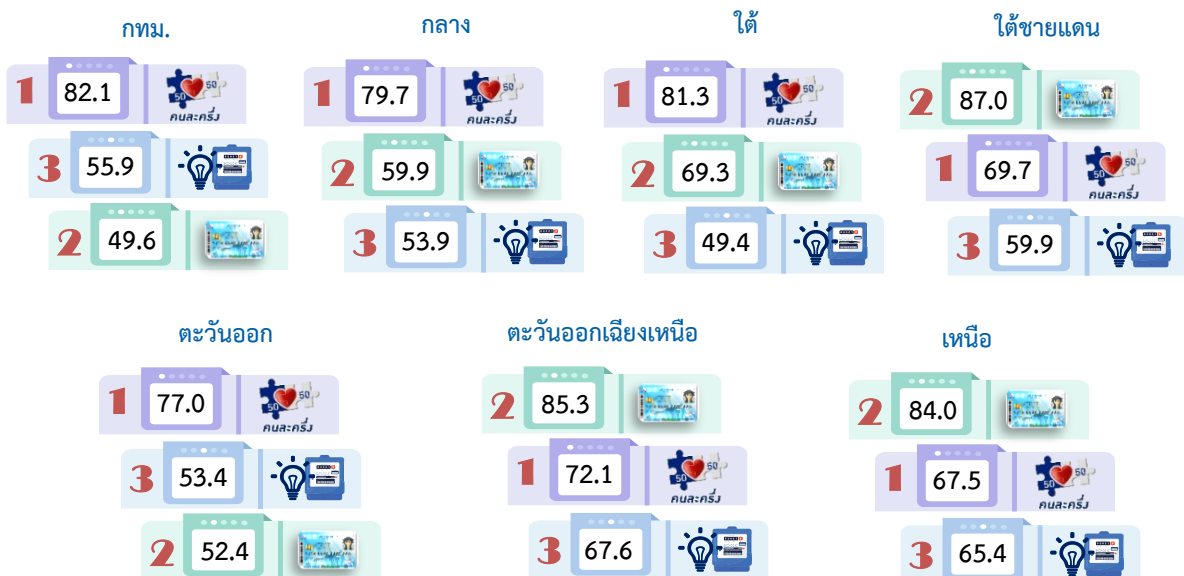 กทม.
1 82.1 50 50 คนละครึ่ง
3 55.9
2 49.6
กลาง
1 79.7 50 50 คนละครึ่ง
2 59.9
3 53.9
ใต้
1 81.3 50 50 คนละครึ่ง
2 69.3
3 49.4
ใต้ชายแดน
2 87.0
1 69.7 50 50 คนละครึ่ง
3 59.9
ตะวันออก
1 77.0 50 50 คนละครึ่ง
3 53.4
2 52.4
ตะวันออกเฉียงเหนือ
2 85.3
1 72.1 50 50 คนละครึ่ง
3 67.6
เหนือ
2 84.0
1 67.5 50 50 คนละครึ่ง
3 65.4